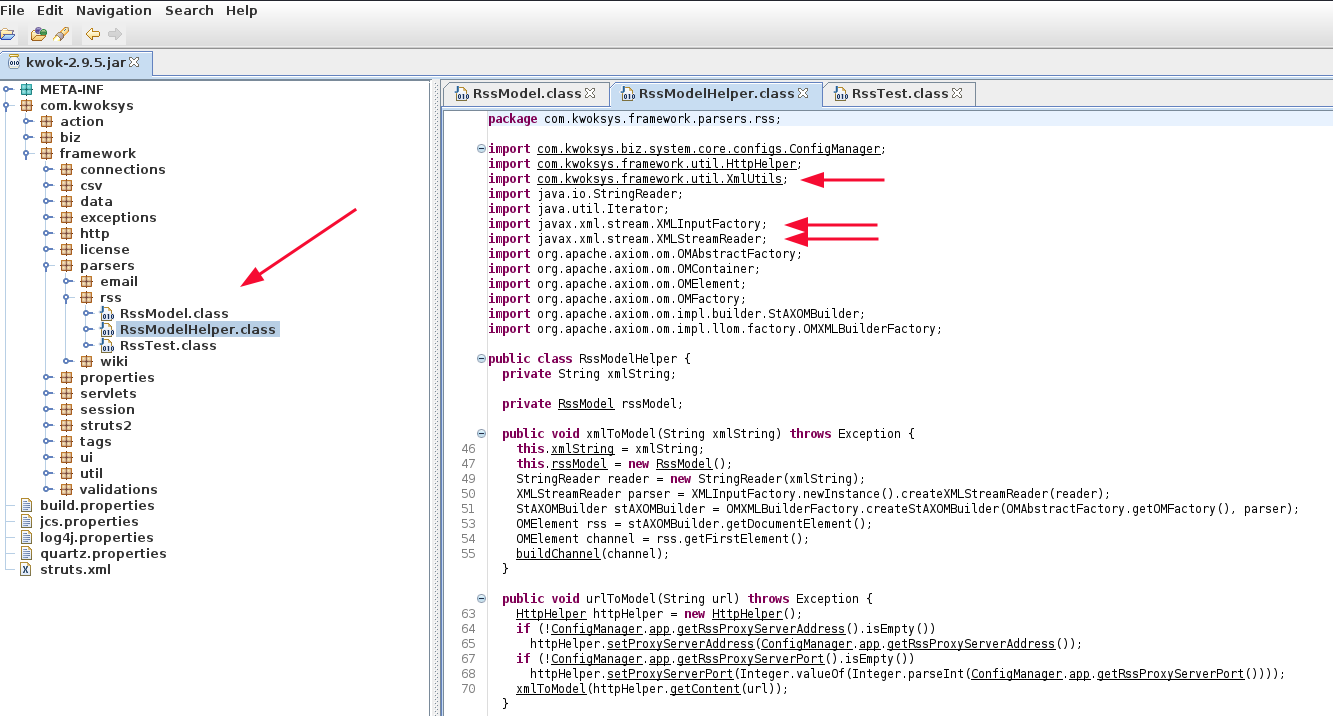 File Edit Navigation Search Help
kwok-2.9.5.jar
META-INF
com.kwoksys
action
biz
framework
connections
csv
data
exceptions
http
license
parsers
email
rss
RssModel.class
RssModelHelper.class
RssTest.class
wiki
properties
servlets
session
struts2
tags
ui
util
validations
build.properties
jcs.properties
log4j.properties
quartz.properties
struts.xml
RssModel.class RssModelHelper.class RssTest.class
package com.kwoksys.framework.parsers.rss;
import com.kwoksys.biz.system.core.configs.ConfigManager;
import com.kwoksys.framework.util.HttpHelper;
import com.kwoksys.framework.util.XmlUtils;
import java.io.StringReader;
import java.util.Iterator;
import javax.xml.stream.XMLInputFactory;
import javax.xml.stream.XMLStreamReader;
import org.apache.axiom.om.OMAbstractFactory;
import org.apache.axiom.om.OMContainer;
import org.apache.axiom.om.OMElement;
import org.apache.axiom.om.OMFactory;
import org.apache.axiom.om.impl.builder.StAXOMBuilder;
import org.apache.axiom.om.impl.llom.factory.OMXMLBuilderFactory;
public class RssModelHelper {
private String xmlString;
private RssModel rssModel;
public void xmlToModel(String xmlString) throws Exception {
46 this.xmlString = xmlString;
47 this.rssModel = new RssModel();
49 StringReader reader = new StringReader(xmlString);
50 XMLStreamReader parser = XMLInputFactory.newInstance().createXMLStreamReader(reader);
51 StAXOMBuilder stAXOMBuilder = OMXMLBuilderFactory.createStAXOMBuilder(OMAbstractFactory.getOMFactory(), parser);
53 OMElement rss = stAXOMBuilder.getDocumentElement();
54 OMElement channel = rss.getFirstElement();
55 buildChannel(channel);
}
public void urlToModel(String url) throws Exception {
63 HttpHelper httpHelper = new HttpHelper();
64 if (!ConfigManager.app.getRssProxyServerAddress().isEmpty())
65 httpHelper.setProxyServerAddress(ConfigManager.app.getRssProxyServerAddress());
67 if (!ConfigManager.app.getRssProxyServerPort().isEmpty())
68 httpHelper.setProxyServerPort(Integer.valueOf(Integer.parseInt(ConfigManager.app.getRssProxyServerPort())));
70 xmlToModel(httpHelper.getContent(url));
}